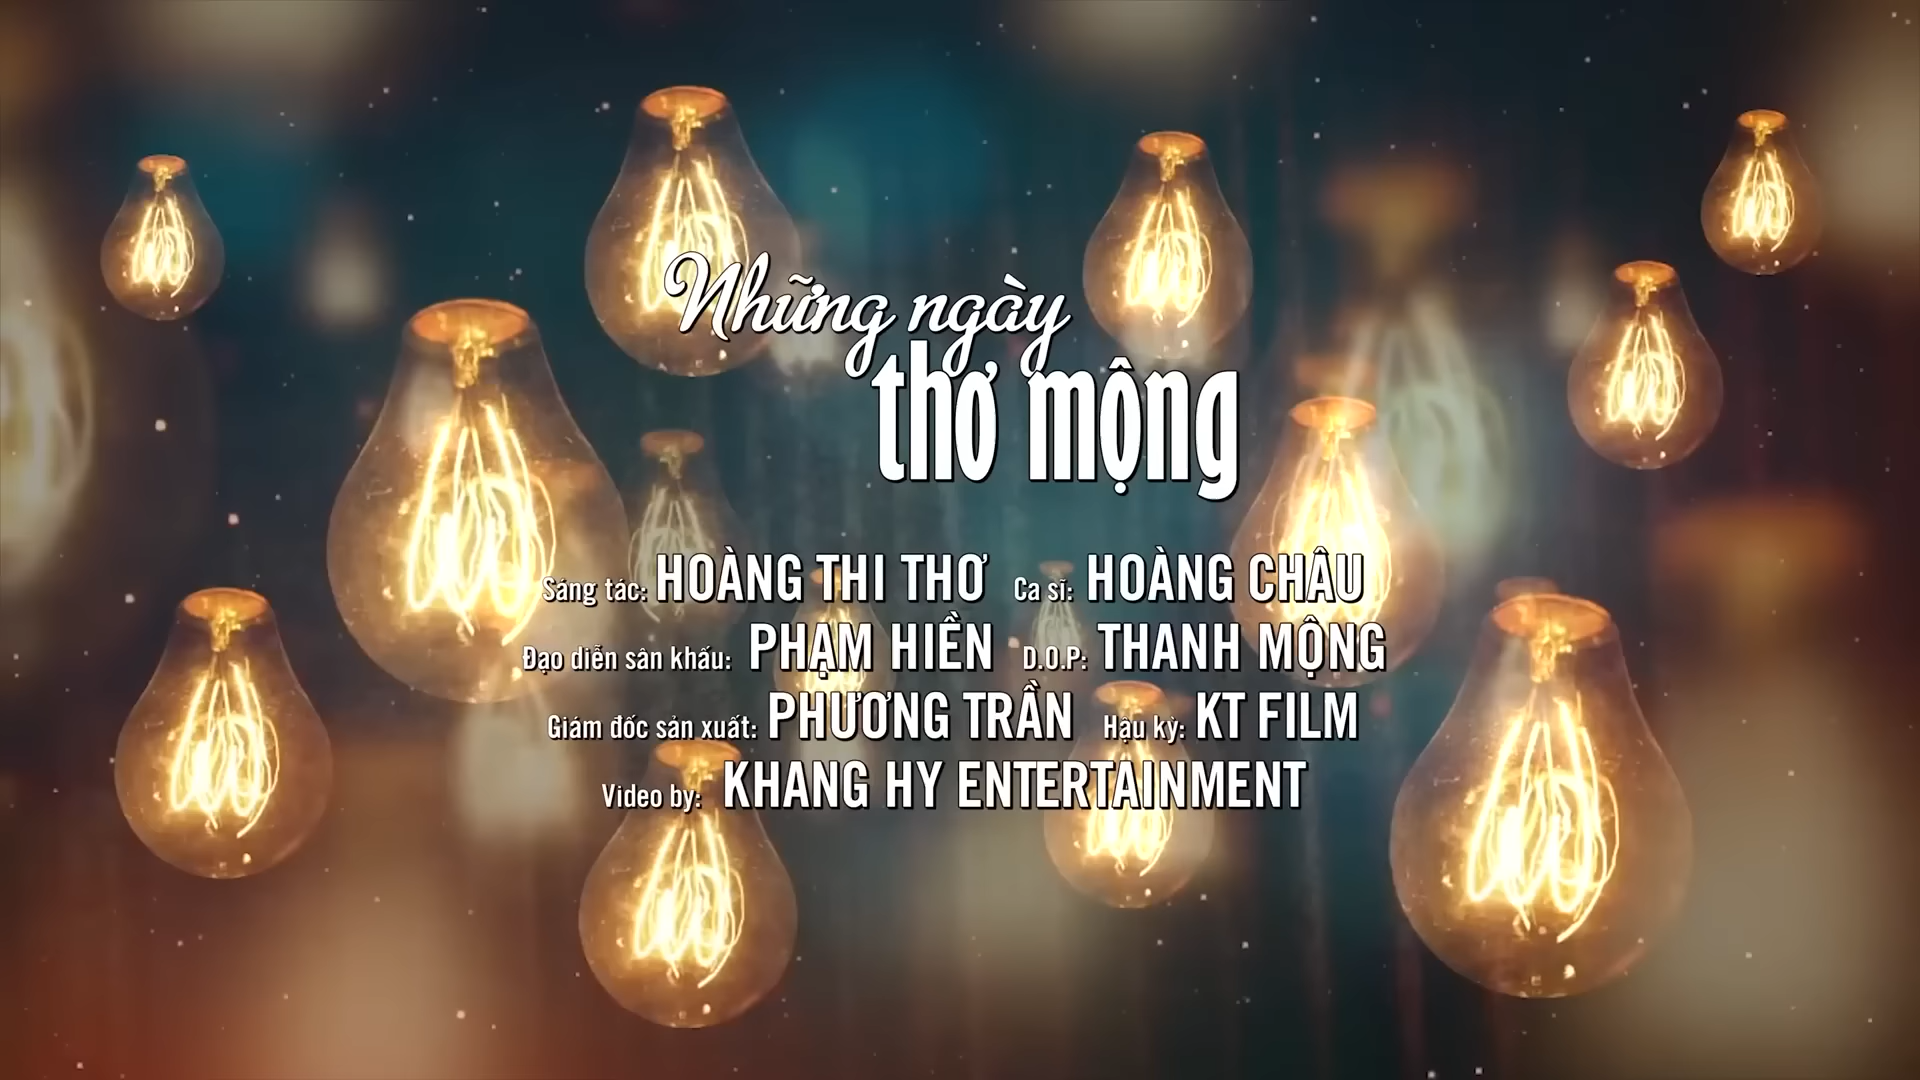 Những ngày
thơ mộng
Sáng tác: HOÀNG THI THƠ Ca sĩ: HOÀNG CHÂU
Đạo diễn sân khấu: PHẠM HIỀN D.O.P: THANH MỘNG
Giám đốc sản xuất: PHƯƠNG TRẦN Hậu kỳ: KT FILM
Video by: KHANG HY ENTERTAINMENT